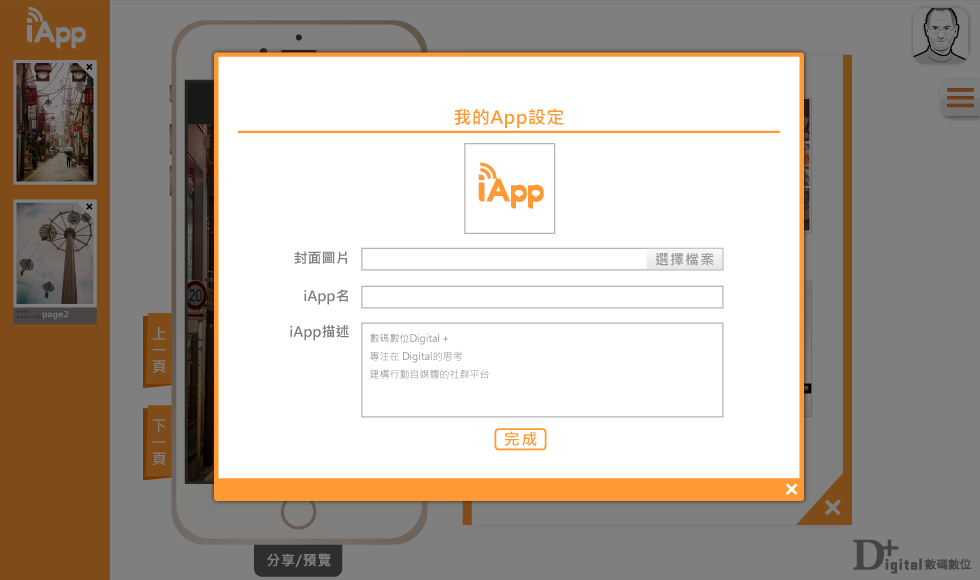 iApp
我的App設定
iApp
封面圖片
選擇檔案
iApp名
iApp描述
數碼數位Digital +
專注在 Digital的思考
建構行動自媒體的社群平台
完成
page2
20
上一頁
下一頁
分享/預覽
D+igital 數碼數位